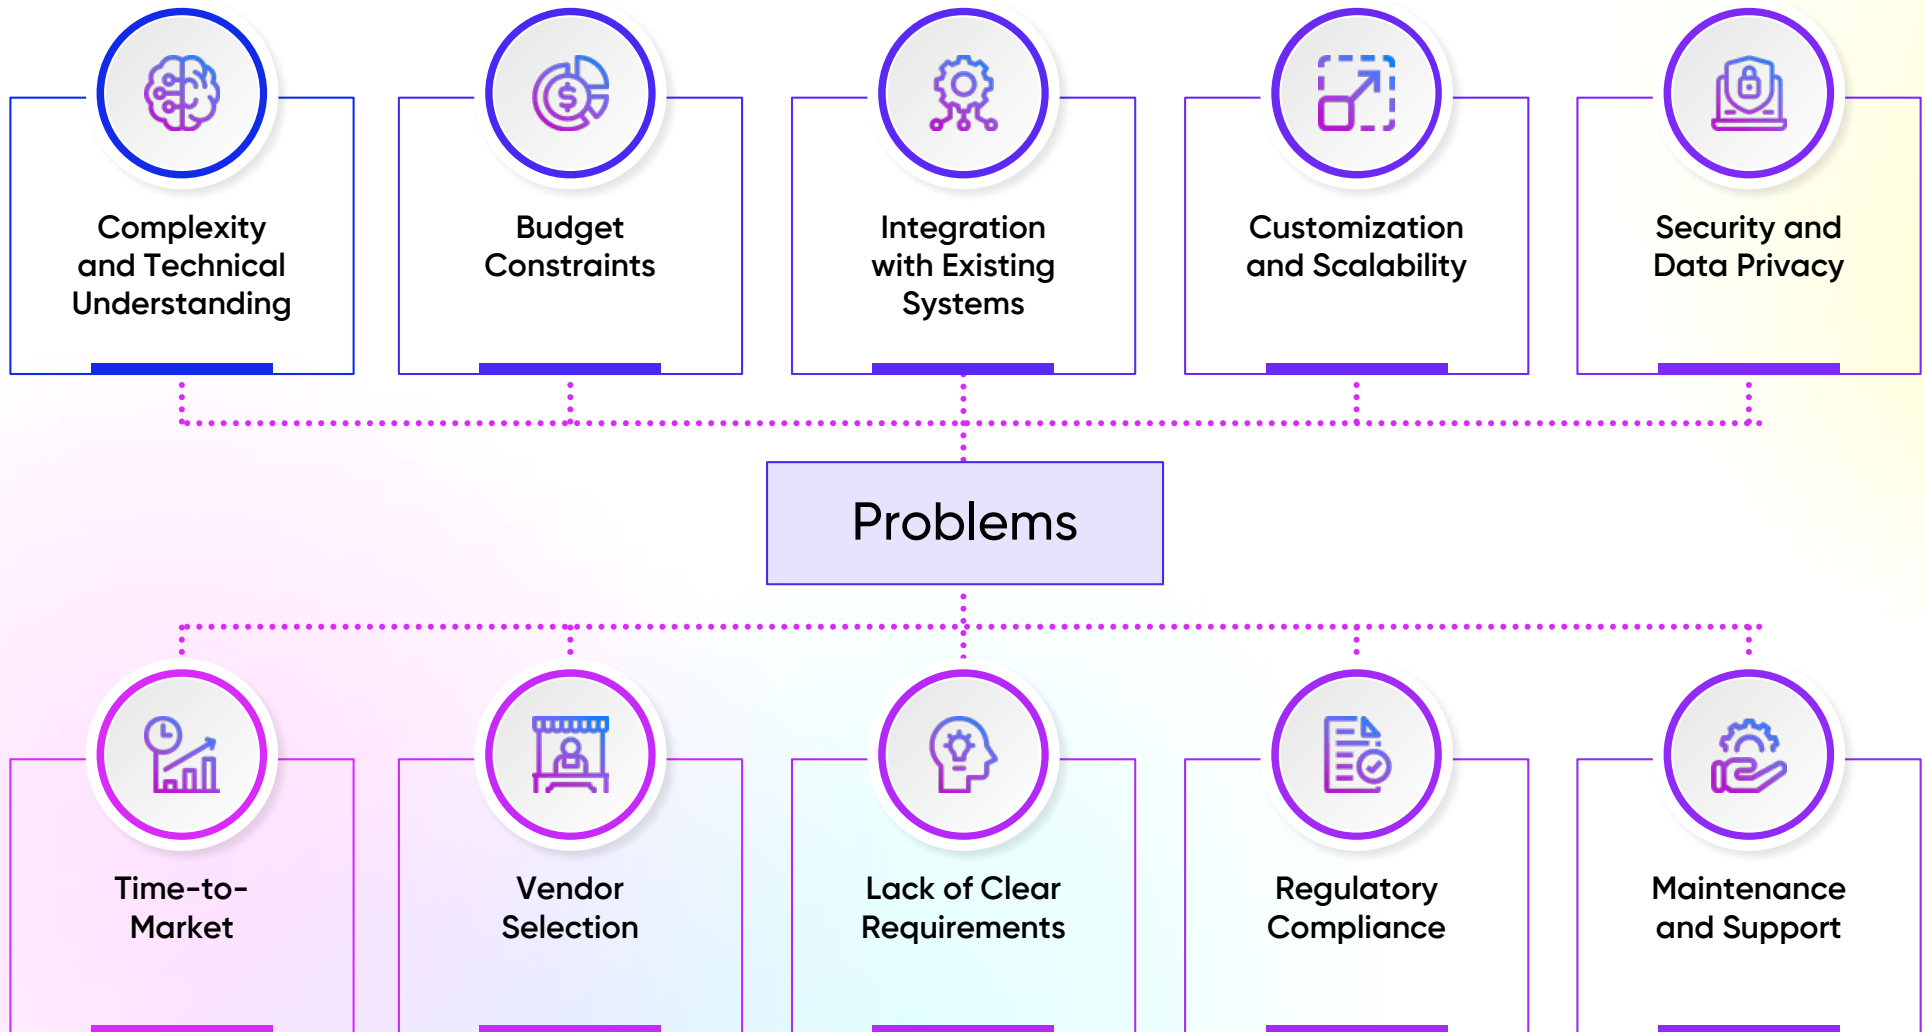 Complexity
and Technical
Understanding
Budget
Constraints
Integration
with Existing
Systems
Customization
and Scalability
Security and
Data Privacy
Problems
Time-to-
Market
Vendor
Selection
Lack of Clear
Requirements
Regulatory
Compliance
Maintenance
and Support